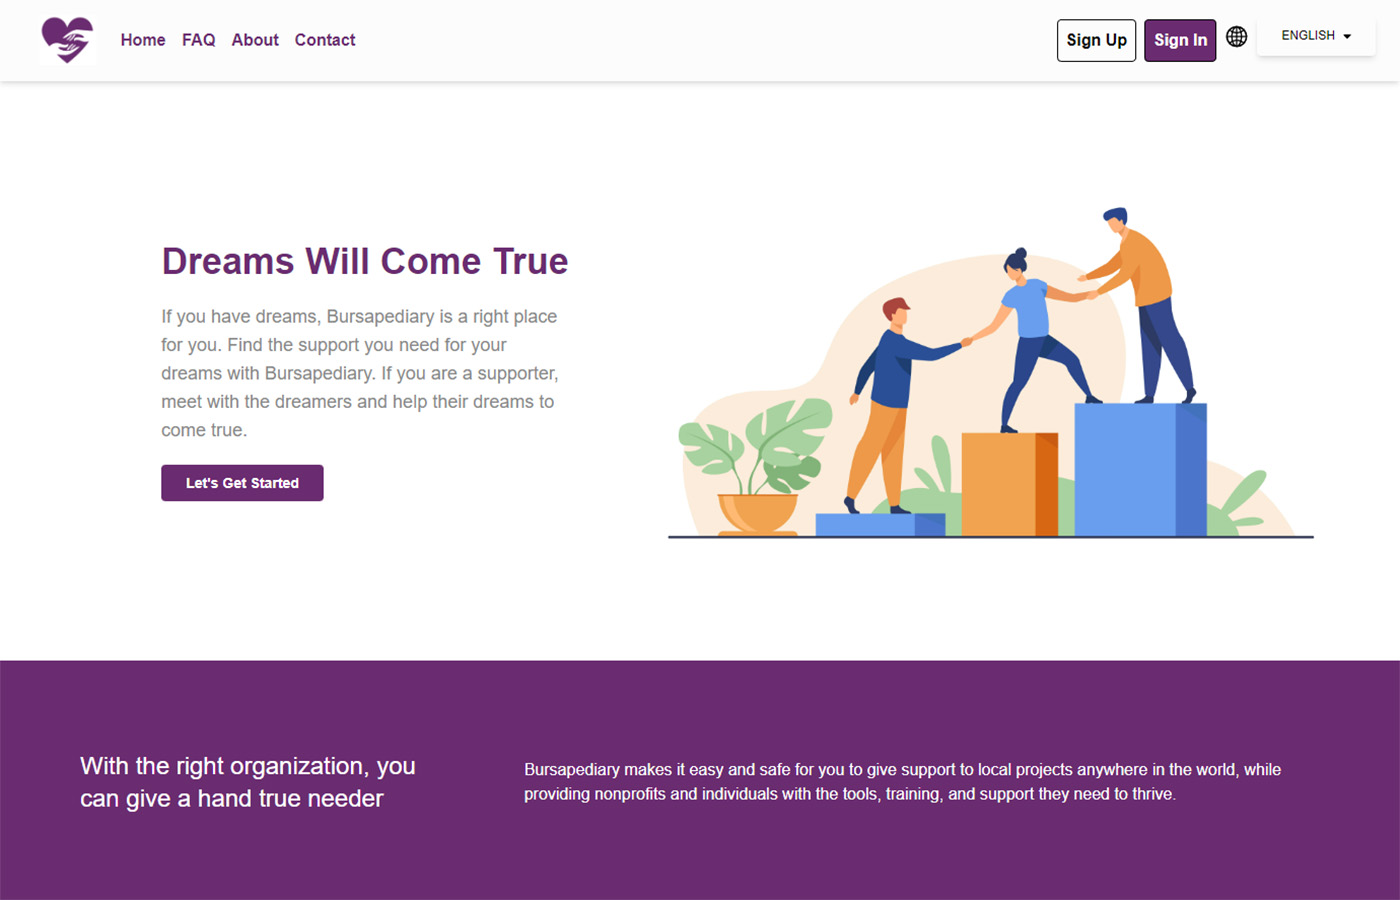 Home FAQ About Contact
Sign Up Sign In ENGLISH
Dreams Will Come True
If you have dreams, Bursapediary is a right place
for you. Find the support you need for your
dreams with Bursapediary. If you are a supporter,
meet with the dreamers and help their dreams to
come true.
Let's Get Started
With the right organization, you
can give a hand true needer
Bursapediary makes it easy and safe for you to give support to local projects anywhere in the world, while
providing nonprofits and individuals with the tools, training, and support they need to thrive.